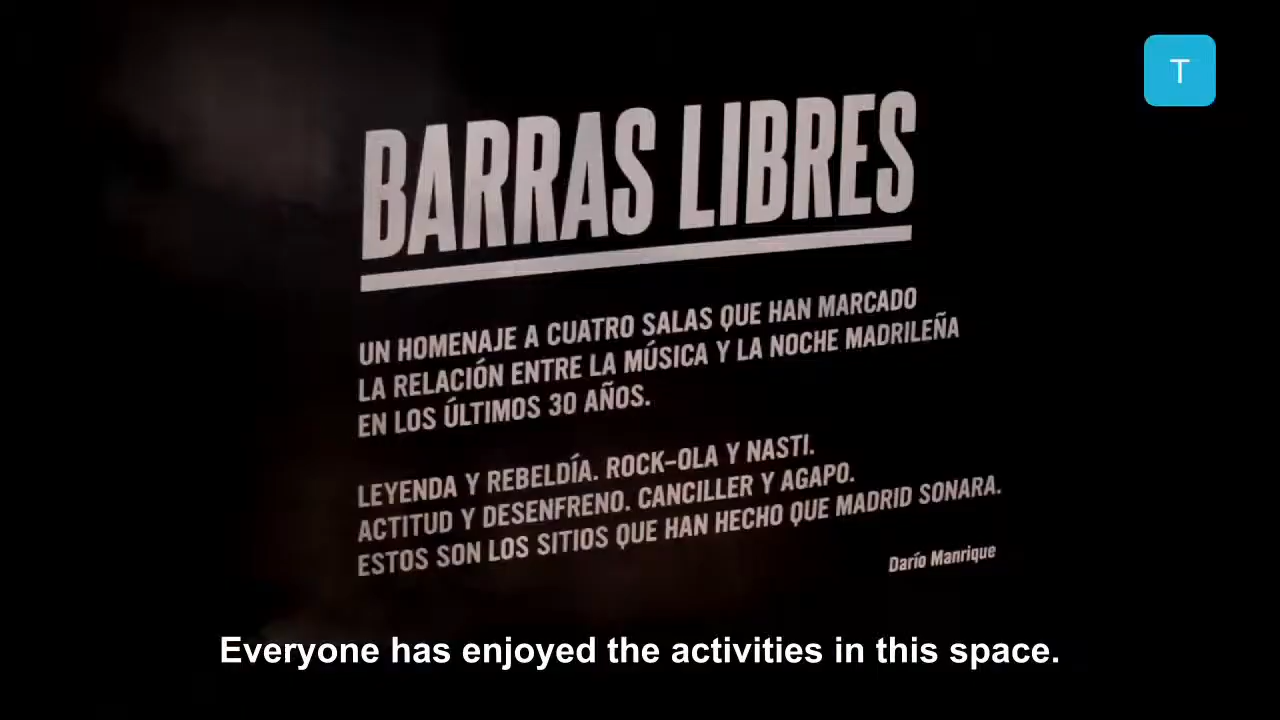 T
BARRAS LIBRES
UN HOMENAJE A CUATRO SALAS QUE HAN MARCADO
LA RELACIÓN ENTRE LA MÚSICA Y LA NOCHE MADRILEÑA
EN LOS ÚLTIMOS 30 AÑOS.
LEYENDA Y REBELDÍA. ROCK-OLA Y NASTI.
ACTITUD Y DESENFRENO. CANCILLER Y AGAPO.
ESTOS SON LOS SITIOS QUE HAN HECHO QUE MADRID SONARA.
Darío Manrique
Everyone has enjoyed the activities in this space.